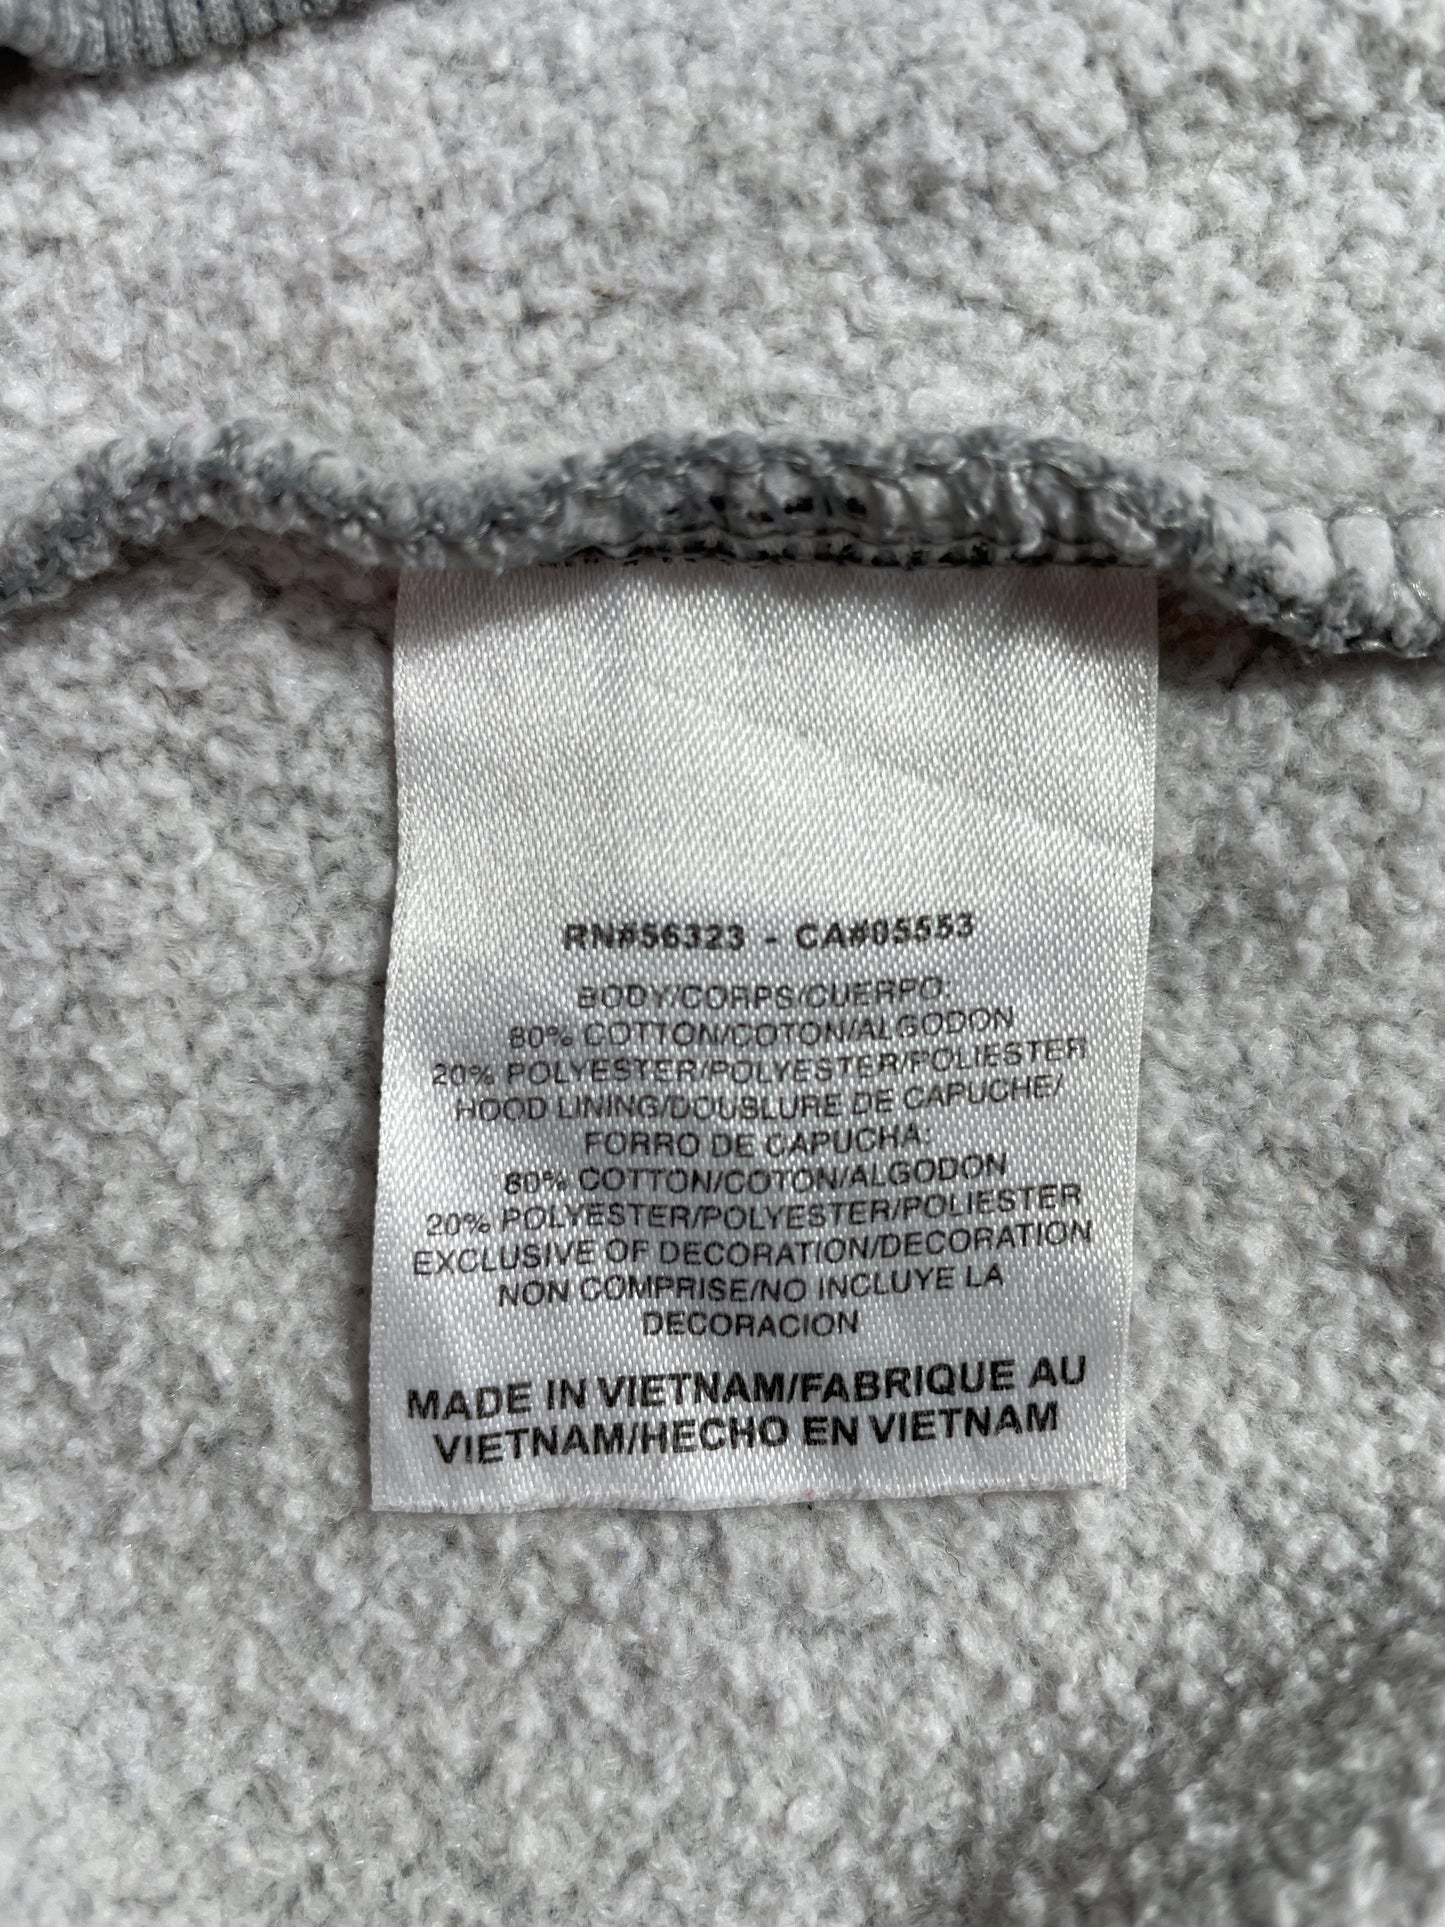 RN#56323 - CA#05553
BODY/CORPS/CUERPO:
80% COTTON/COTON/ALGODON
20% POLYESTER/POLYESTER/POLIESTER
HOOD LINING/DOUBLURE DE CAPUCHE/
FORRO DE CAPUCHA:
80% COTTON/COTON/ALGODON
20% POLYESTER/POLYESTER/POLIESTER
EXCLUSIVE OF DECORATION/DECORATION
NON COMPRISE/NO INCLUYE LA
DECORACION
MADE IN VIETNAM/FABRIQUE AU
VIETNAM/HECHO EN VIETNAM